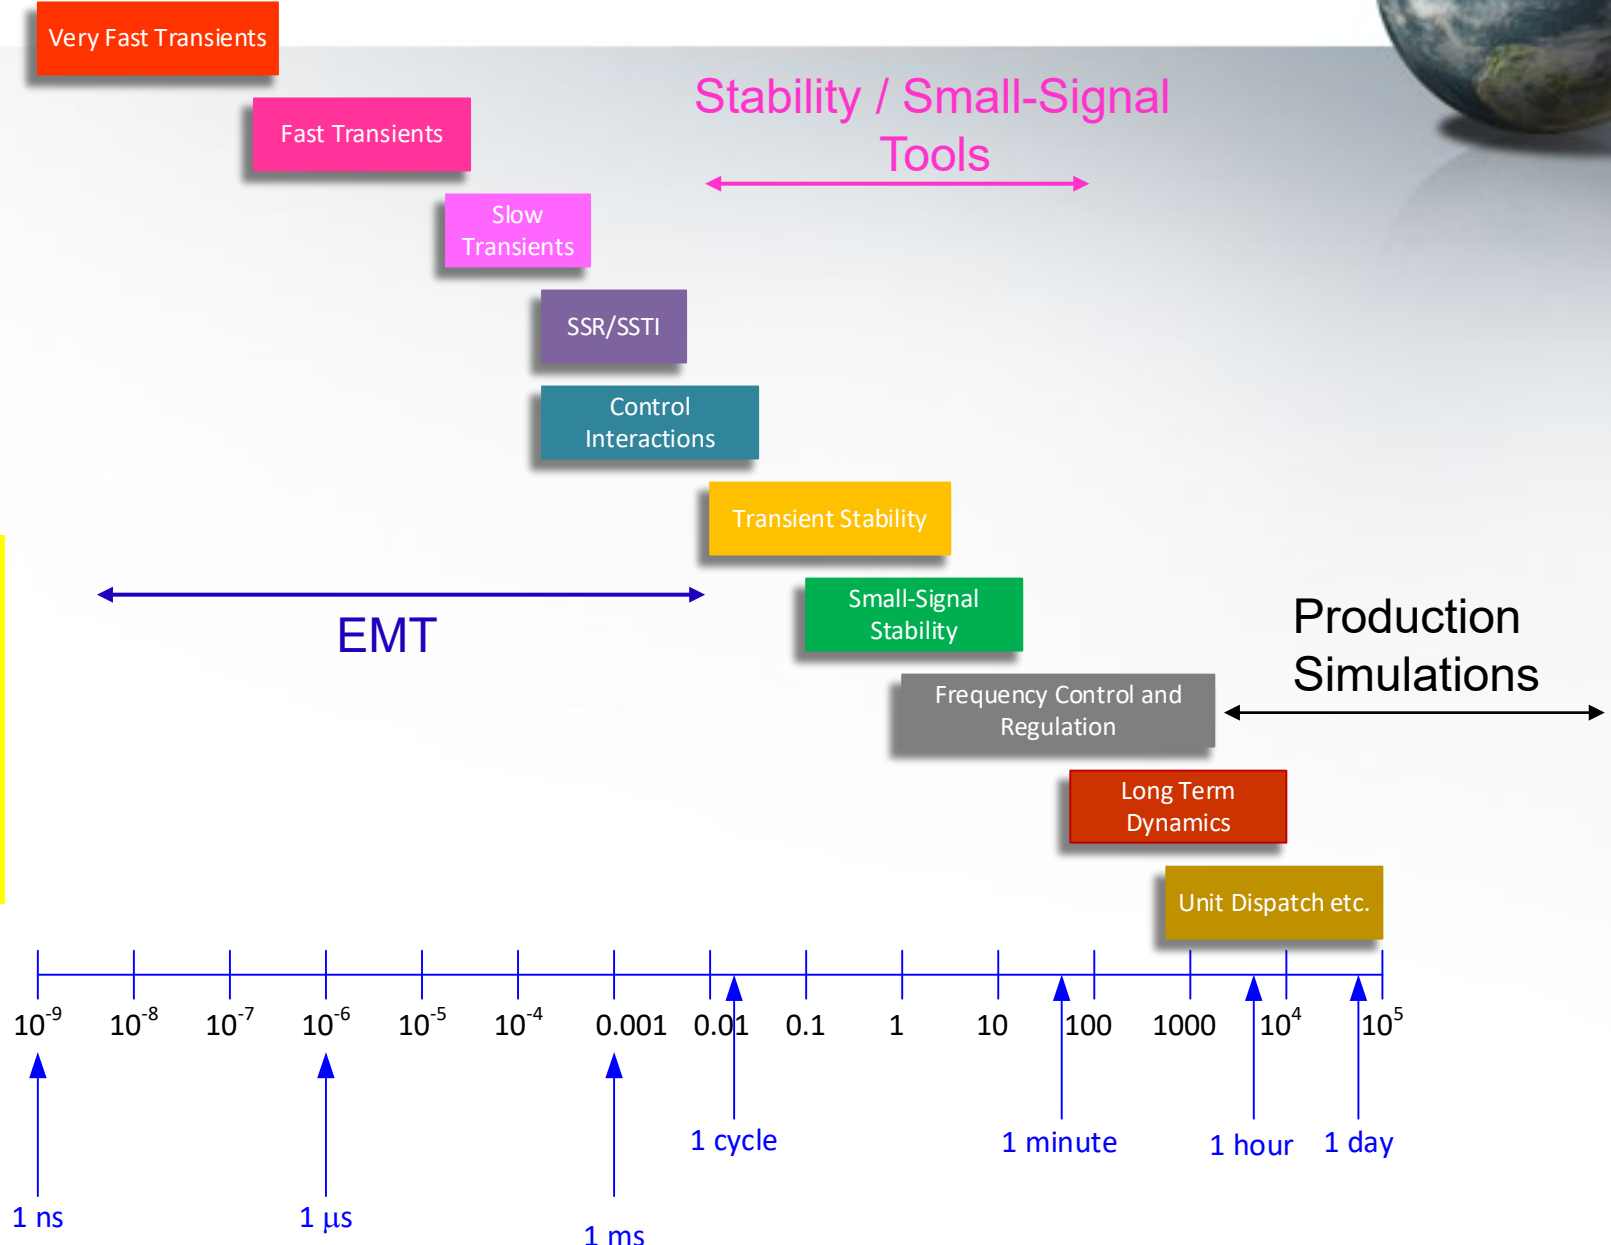 Very Fast Transients
Stability / Small-Signal
Tools
Fast Transients
Slow
Transients
SSR/SSTI
Control
Interactions
Transient Stability
EMT
Small-Signal
Stability
Production
Simulations
Frequency Control and
Regulation
Long Term
Dynamics
Unit Dispatch etc.
10⁻⁹ 10⁻⁸ 10⁻⁷ 10⁻⁶ 10⁻⁵ 10⁻⁴ 0.001 0.01 0.1 1 10 100 1000 10⁴ 10⁵
1 cycle 1 minute 1 hour 1 day
1 ns 1 μs 1 ms